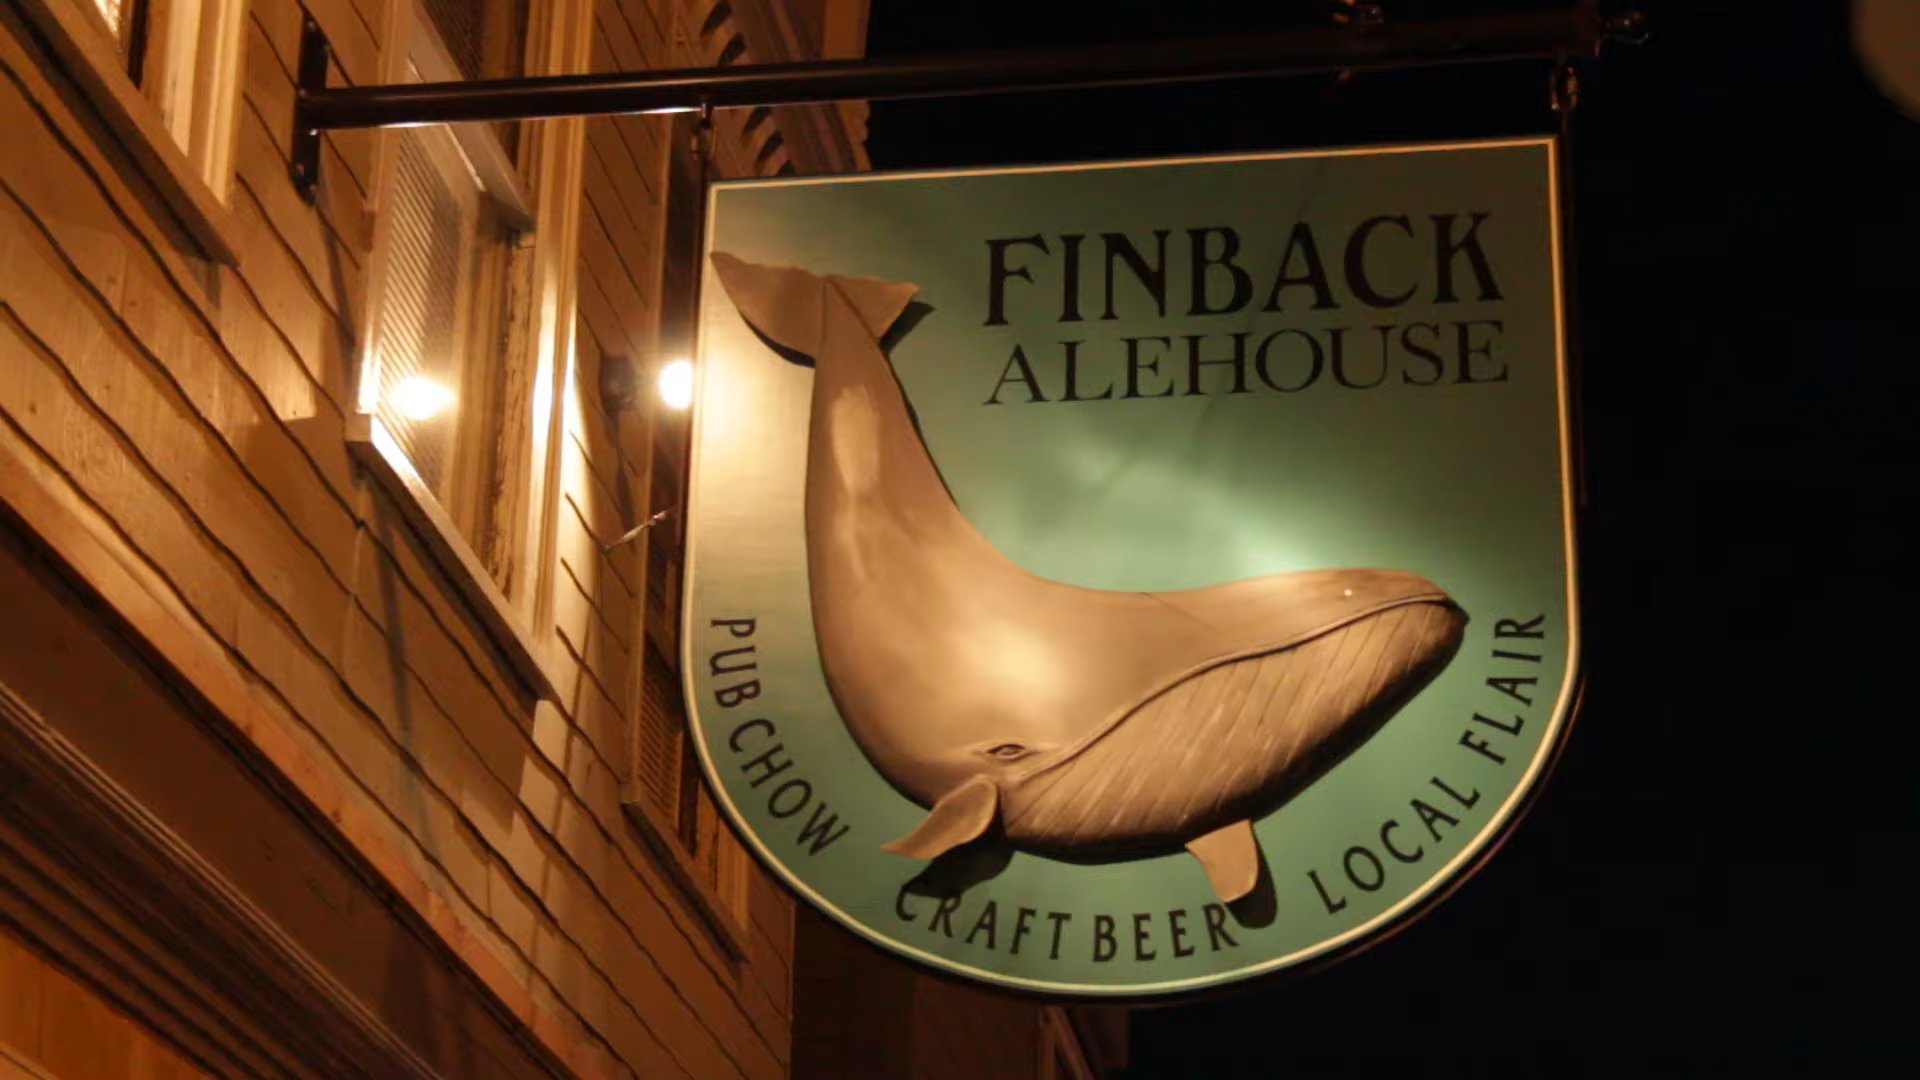 FINBACK
ALEHOUSE
PUB CHOW
CRAFT BEER
LOCAL FLAIR